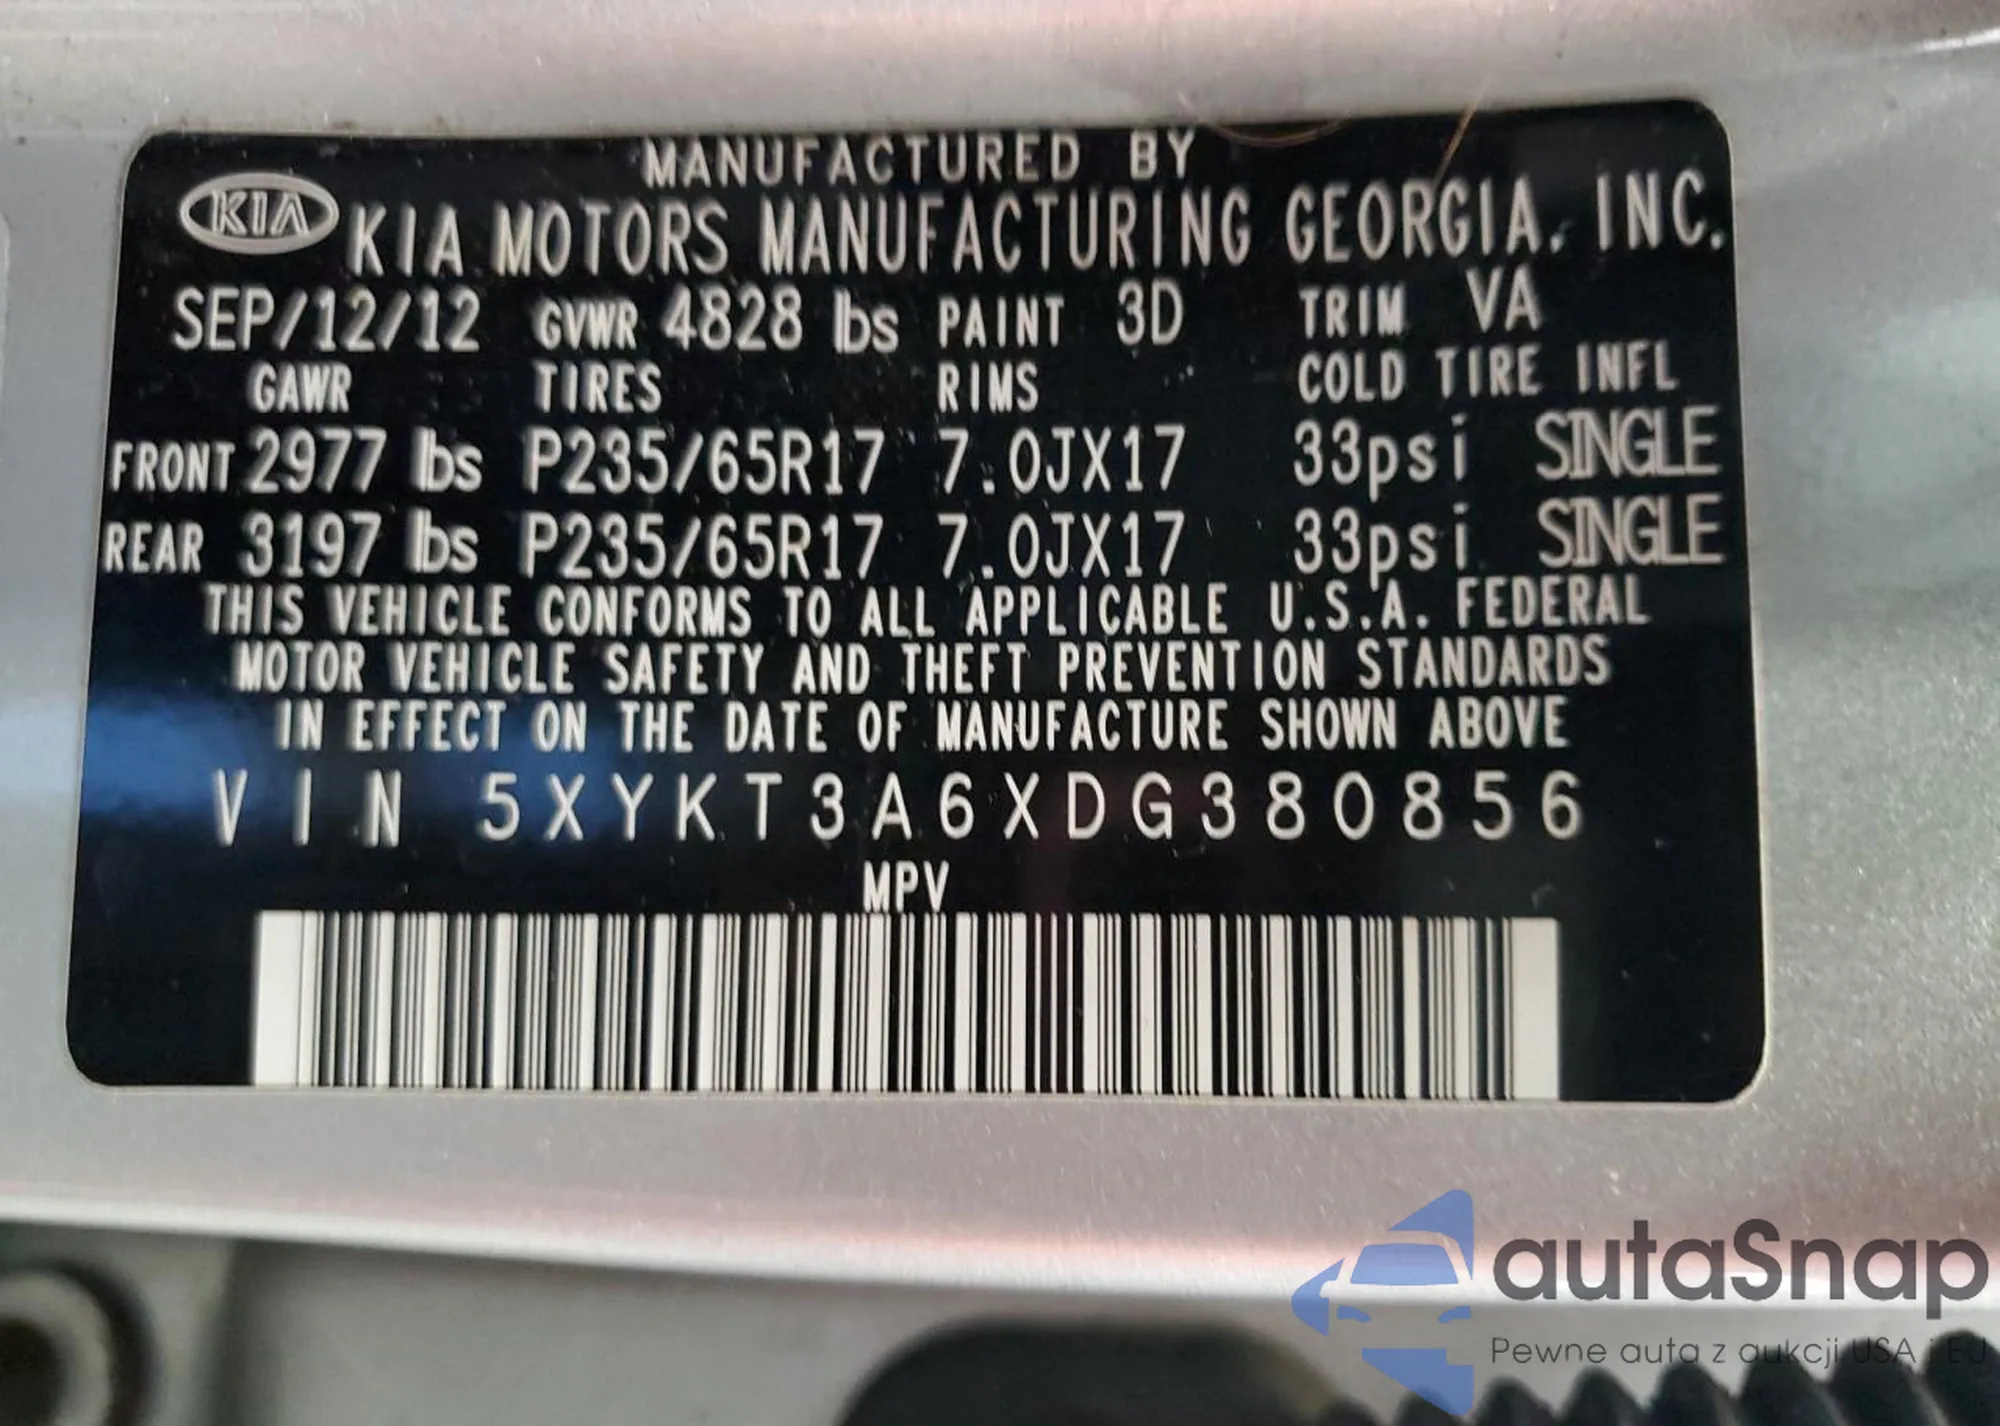 MANUFACTURED BY
KIA KIA MOTORS MANUFACTURING GEORGIA, INC.
SEP/12/12 GVWR 4828 lbs PAINT 3D TRIM VA
GAWR TIRES RIMS COLD TIRE INFL
FRONT 2977 lbs P235/65R17 7.0JX17 33psi SINGLE
REAR 3197 lbs P235/65R17 7.0JX17 33psi SINGLE
THIS VEHICLE CONFORMS TO ALL APPLICABLE U.S.A. FEDERAL
MOTOR VEHICLE SAFETY AND THEFT PREVENTION STANDARDS
IN EFFECT ON THE DATE OF MANUFACTURE SHOWN ABOVE
VIN 5XYKT3A6XDG380856
MPV
autaSnap
Pewne auta z aukcji USA i EU